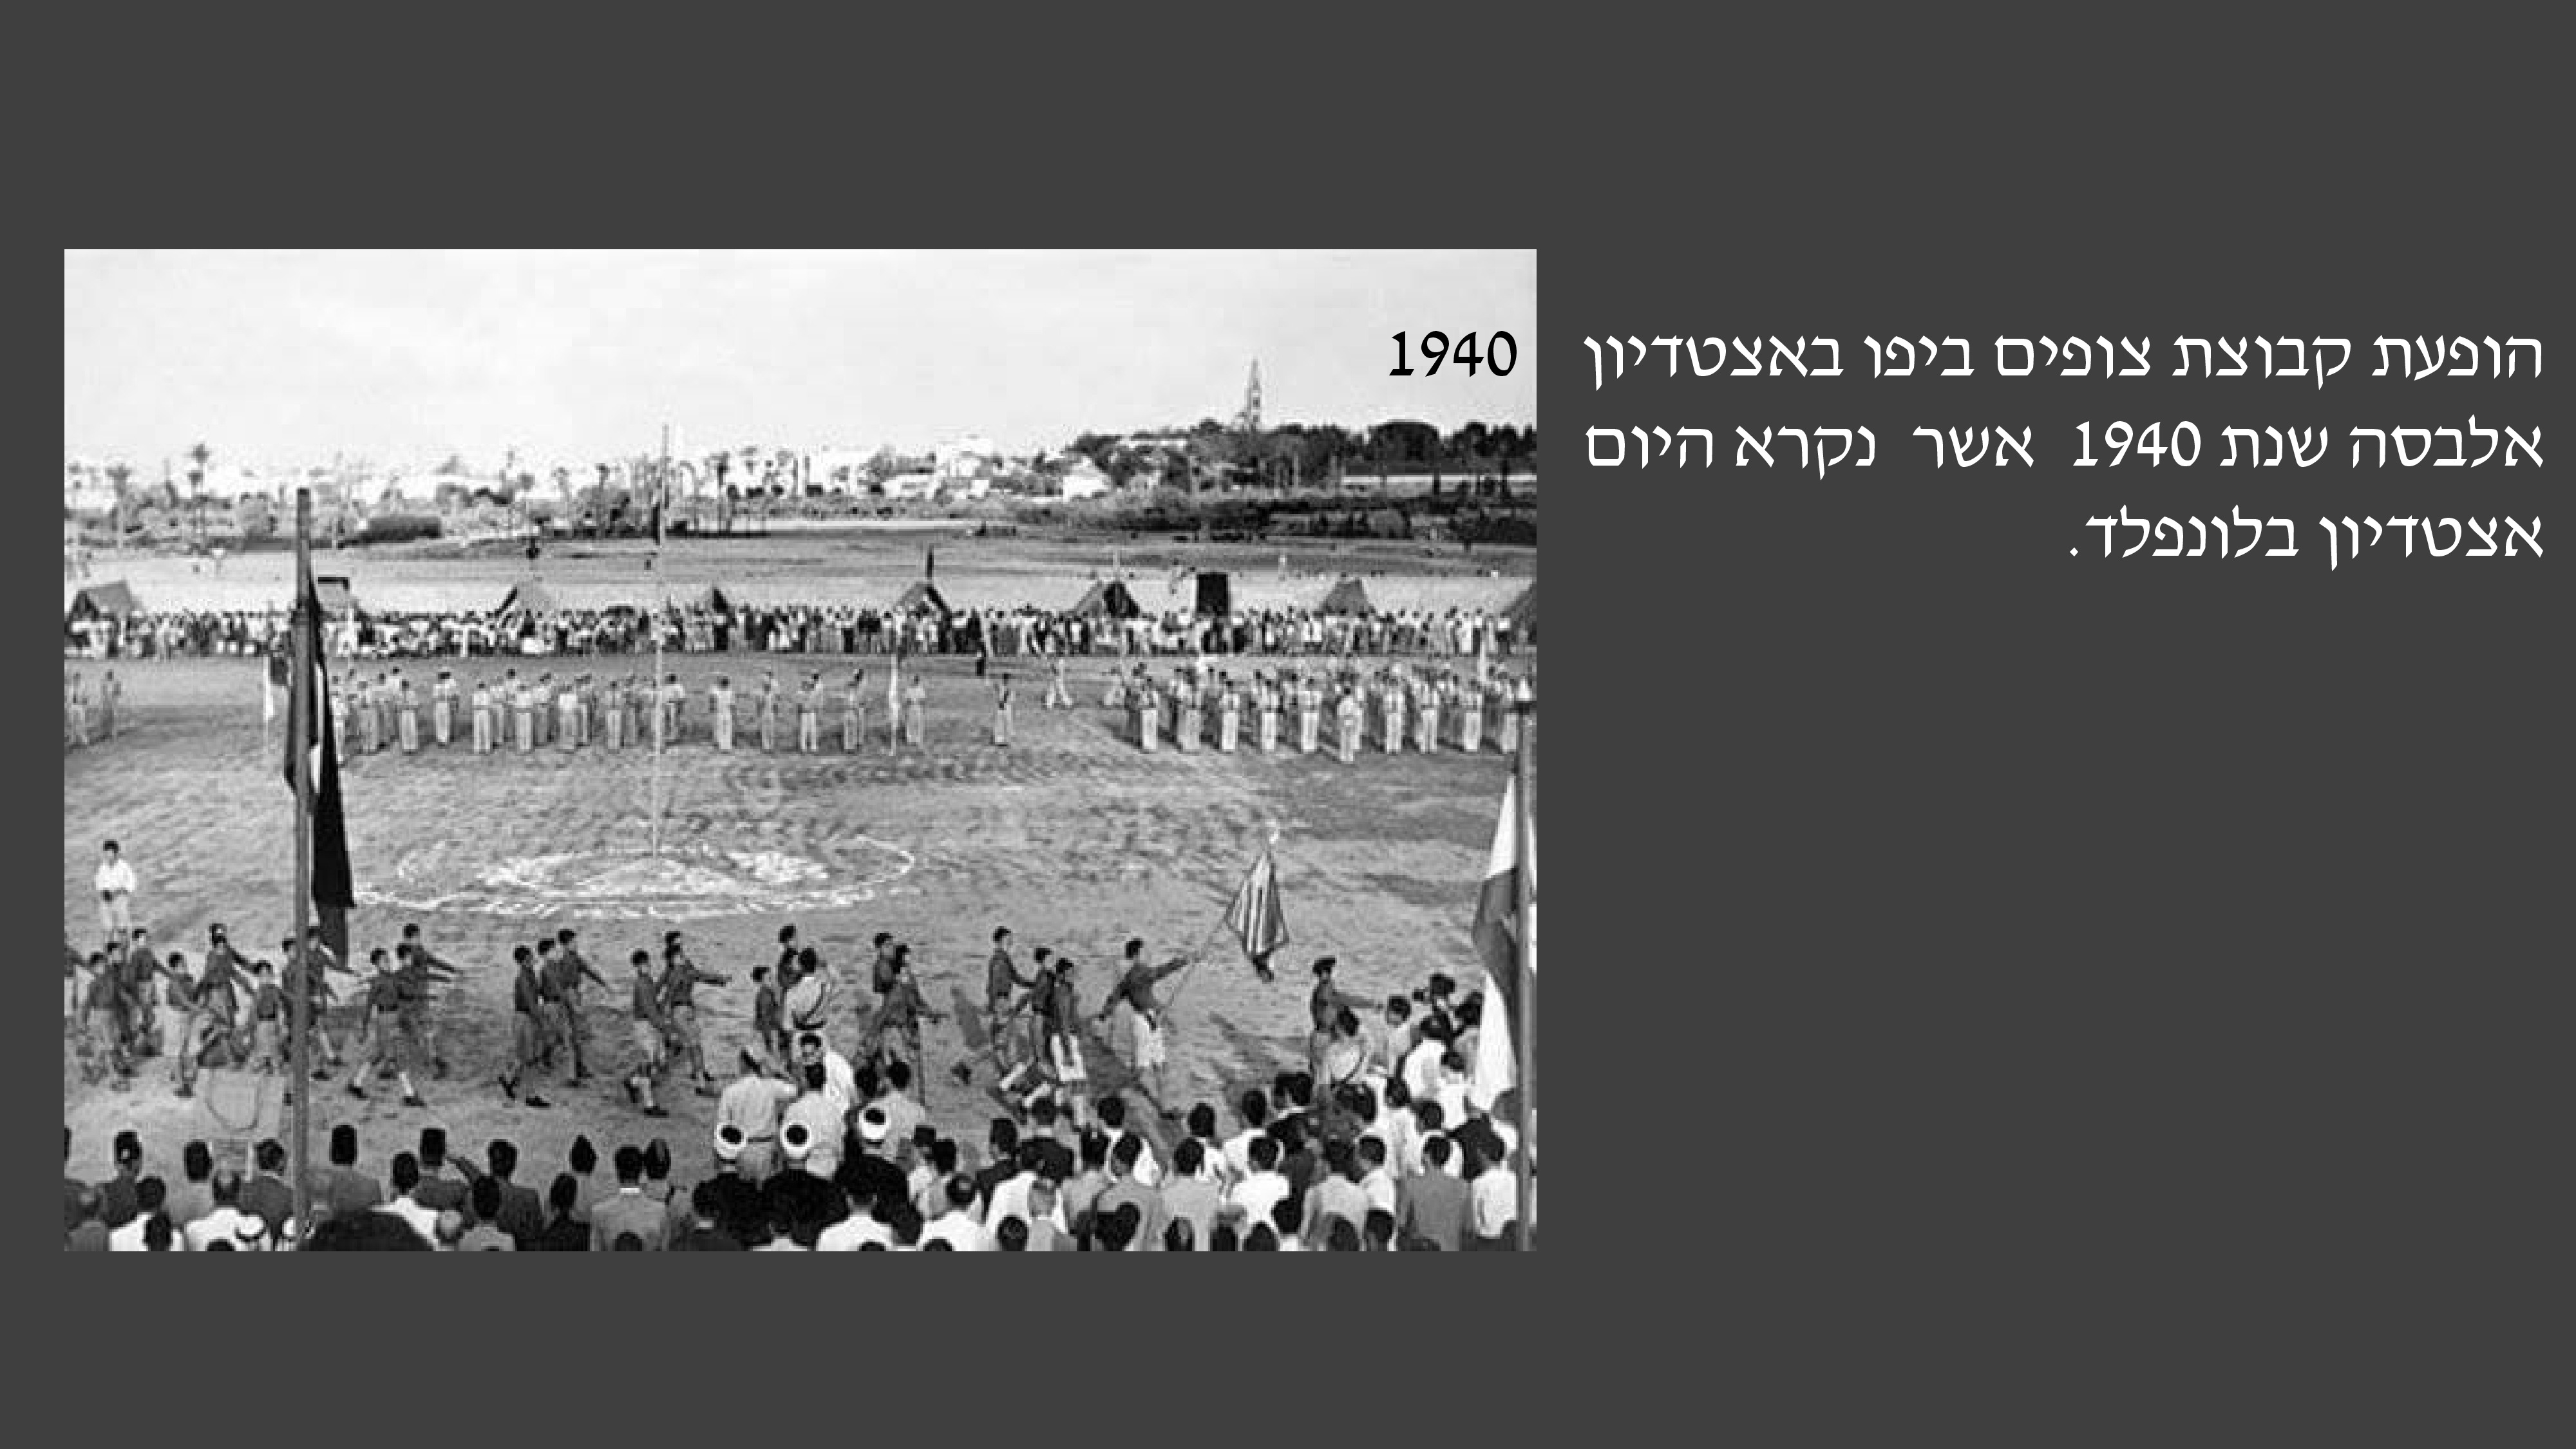 הופעת קבוצת צופים ביפו באצטדיון
אלבסה שנת 1940 אשר נקרא היום
אצטדיון בלונפלד.
1940